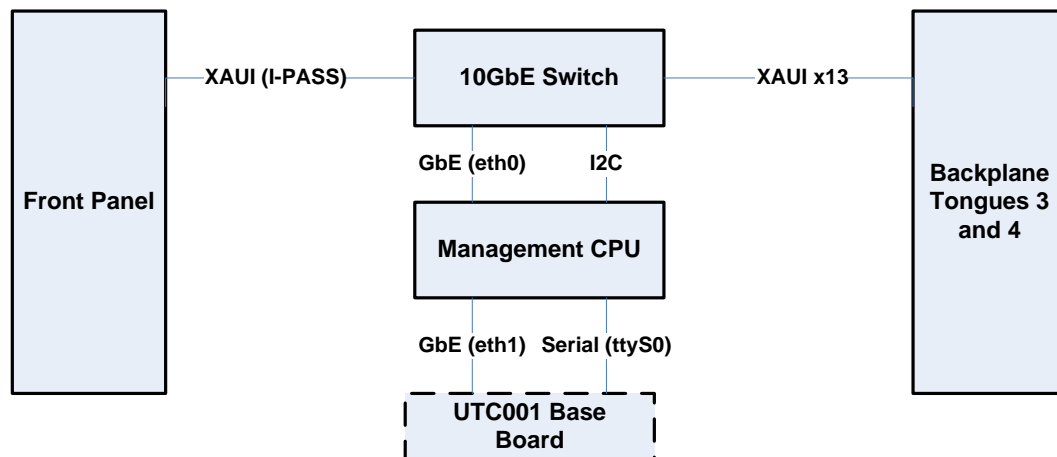 XAUI (I-PASS)
10GbE Switch
XAUI x13
GbE (eth0)
I2C
Front Panel
Backplane
Tongues 3
and 4
Management CPU
GbE (eth1)
Serial (ttyS0)
UTC001 Base
Board